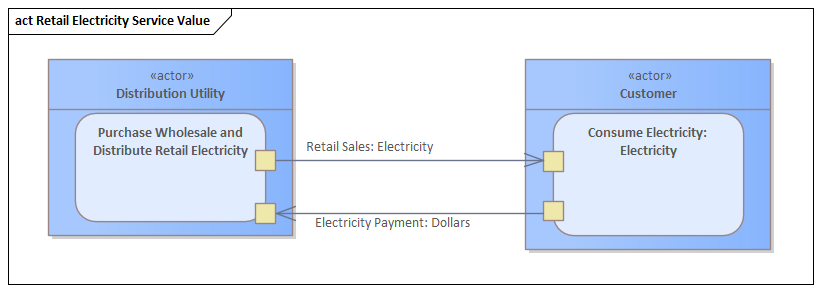 act Retail Electricity Service Value
«actor»
Distribution Utility
Purchase Wholesale and
Distribute Retail Electricity
Retail Sales: Electricity
Electricity Payment: Dollars
«actor»
Customer
Consume Electricity:
Electricity